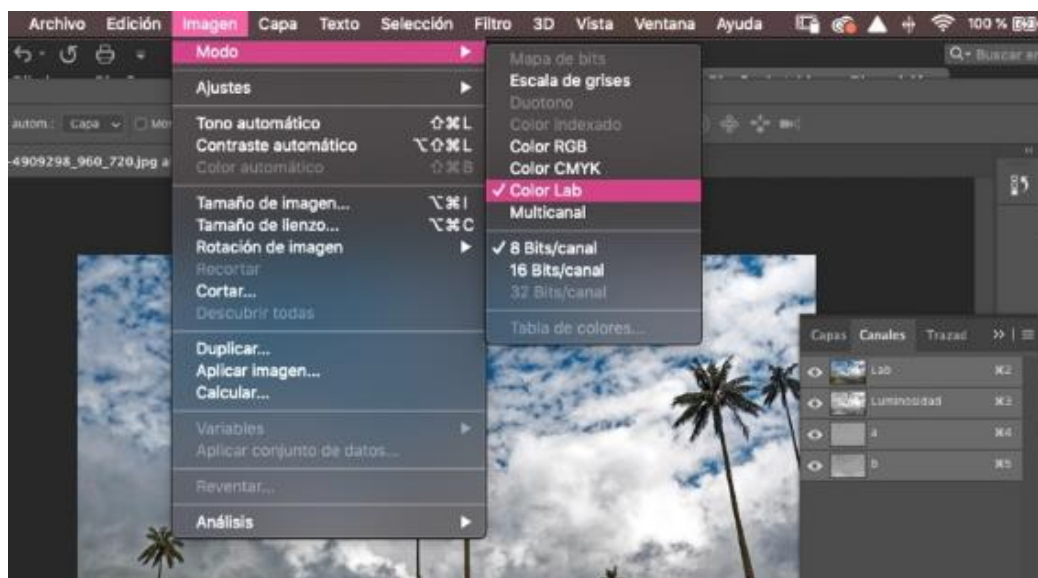 Archivo Edición Imagen Capa Texto Selección Filtro 3D Vista Ventana Ayuda 100 %
Buscar en
autom.: Capa
-4909298_960_720.jpg a
Modo
Ajustes
Tono automático ⇧⌘L
Contraste automático ⌥⇧⌘L
Color automático ⇧⌘B
Tamaño de imagen... ⌥⌘I
Tamaño de lienzo... ⌥⌘C
Rotación de imagen
Recortar
Cortar...
Descubrir todas
Duplicar...
Aplicar imagen...
Calcular...
Variables
Aplicar conjunto de datos...
Reventar...
Análisis
Mapa de bits
Escala de grises
Duotono
Color indexado
Color RGB
Color CMYK
✓ Color Lab
Multicanal
✓ 8 Bits/canal
16 Bits/canal
32 Bits/canal
Tabla de colores...
Capas Canales Trazad
Lab ⌘2
Luminosidad ⌘3
a ⌘4
b ⌘5